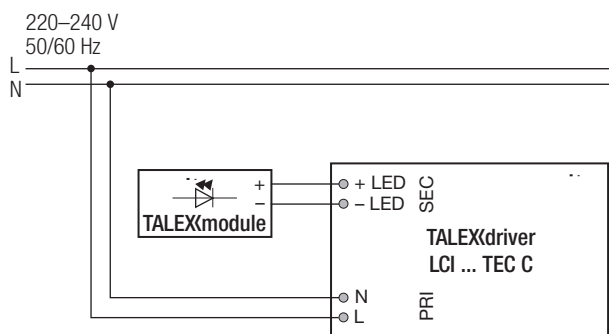 220–240 V
50/60 Hz
L
N
+
−
TALEXmodule
+ LED
− LED
SEC
TALEXdriver
LCI ... TEC C
N
L
PRI